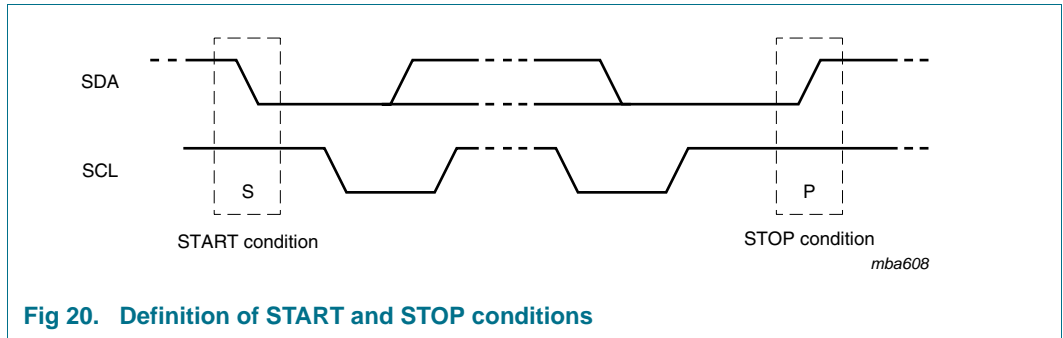 SDA
SCL
S
P
START condition
STOP condition
mba608
Fig 20. Definition of START and STOP conditions